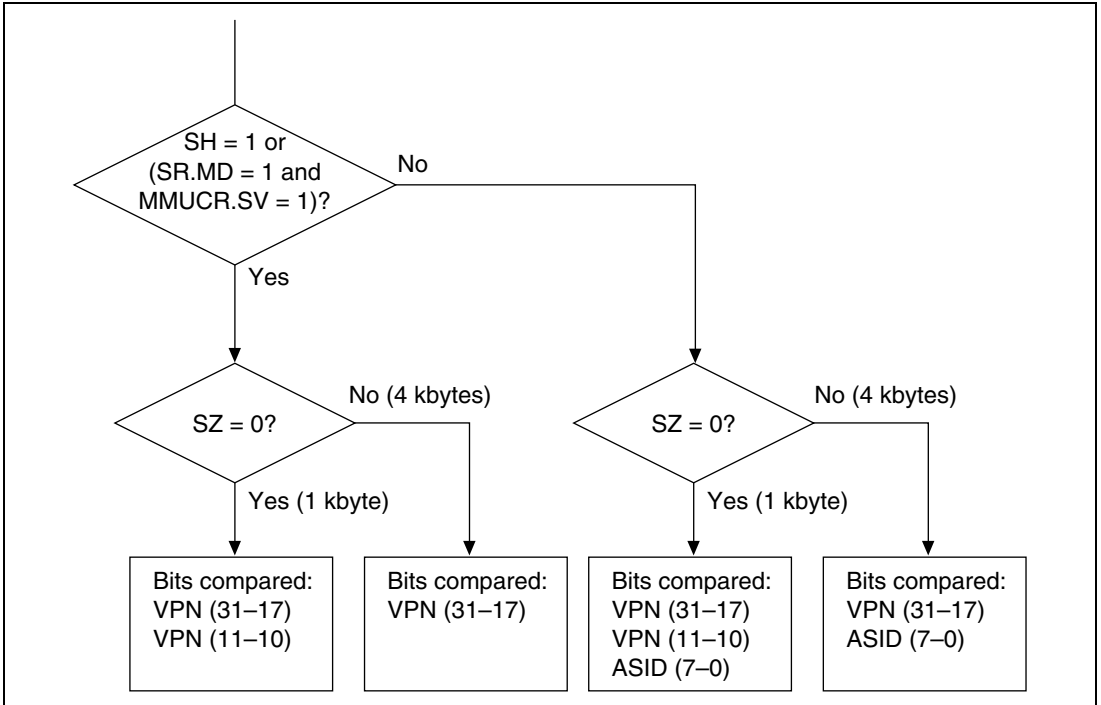 SH = 1 or
(SR.MD = 1 and
MMUCR.SV = 1)?
No
Yes
SZ = 0?
No (4 kbytes)
Yes (1 kbyte)
SZ = 0?
No (4 kbytes)
Yes (1 kbyte)
Bits compared:
VPN (31–17)
VPN (11–10)
Bits compared:
VPN (31–17)
Bits compared:
VPN (31–17)
VPN (11–10)
ASID (7–0)
Bits compared:
VPN (31–17)
ASID (7–0)